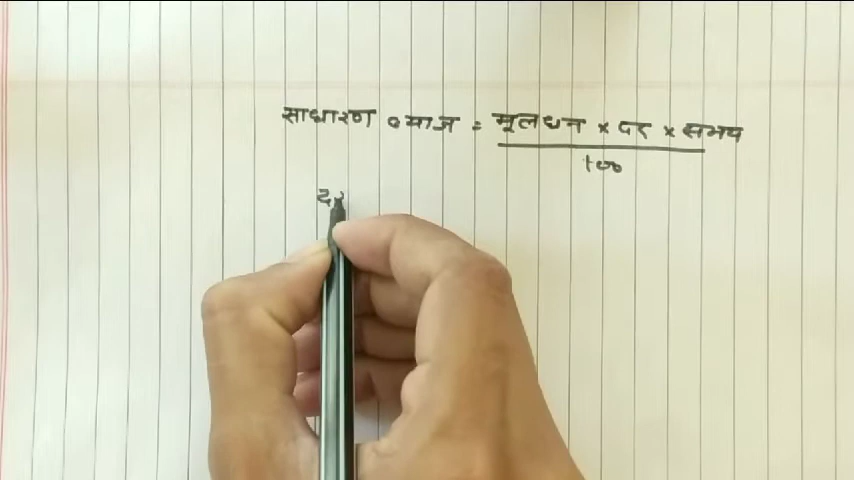 साधारण ब्याज = मूलधन × दर × समय
100